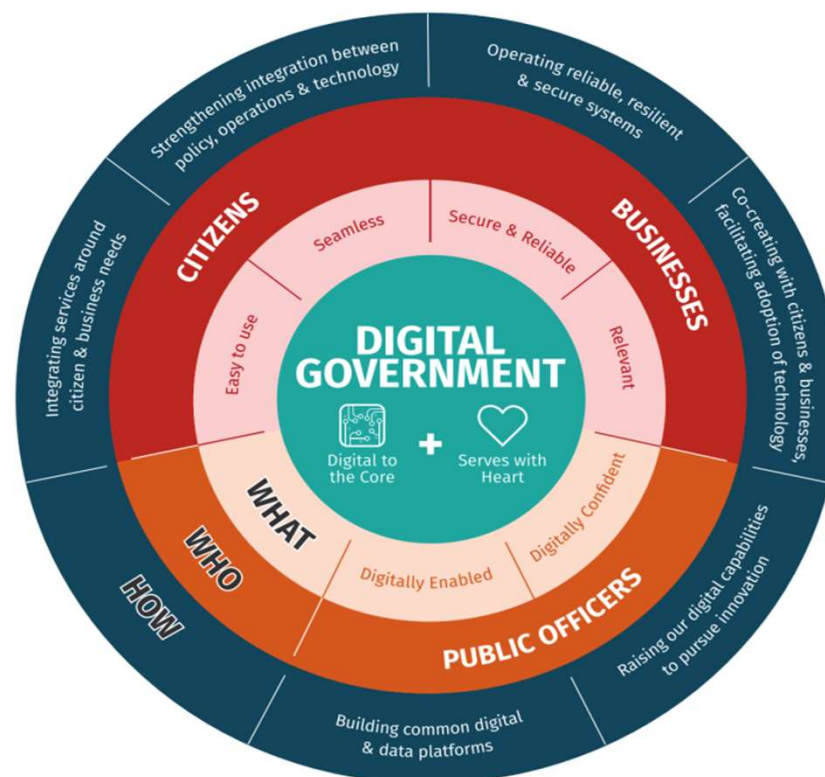 Strengthening integration between
policy, operations & technology
Operating reliable, resilient
& secure systems
Co-creating with citizens & businesses,
facilitating adoption of technology
Raising our digital capabilities
to pursue innovation
Building common digital
& data platforms
HOW
Integrating services around
citizen & business needs
CITIZENS
BUSINESSES
PUBLIC OFFICERS
WHO
Easy to use
Seamless
Secure & Reliable
Relevant
Digitally Confident
Digitally Enabled
WHAT
DIGITAL
GOVERNMENT
Digital to
the Core
+
Serves with
Heart